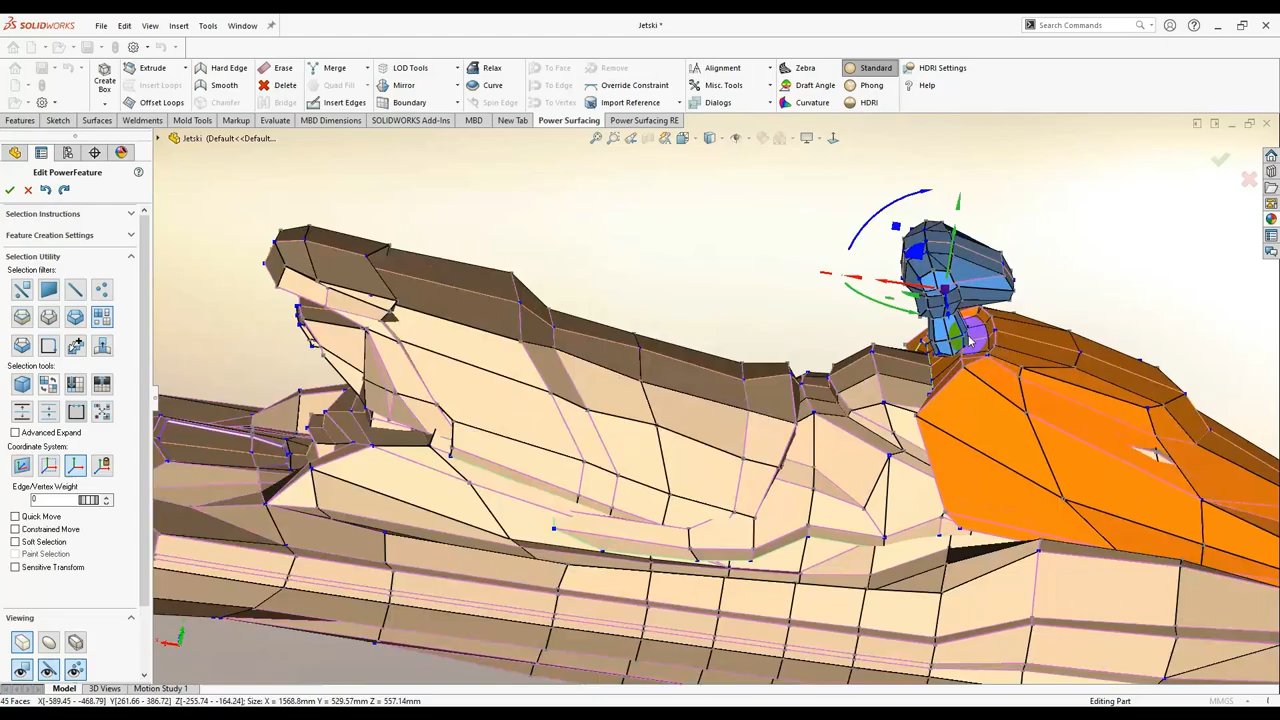 SOLIDWORKS File Edit View Insert Tools Window Jetski * Search Commands
Create Box
Extrude Hard Edge Erase Merge LOD Tools Relax To Face Remove Alignment Zebra Standard HDRI Settings
Insert Loops Smooth Delete Quad Fill Mirror Curve To Edge Override Constraint Misc. Tools Draft Angle Phong Help
Offset Loops Chamfer Bridge Insert Edges Boundary Spin Edge To Vertex Import Reference Dialogs Curvature HDRI
Features Sketch Surfaces Weldments Mold Tools Markup Evaluate MBD Dimensions SOLIDWORKS Add-Ins MBD New Tab Power Surfacing Power Surfacing RE
Jetski (Default<<Default...
Edit PowerFeature
Selection Instructions
Feature Creation Settings
Selection Utility
Selection filters:
Selection tools:
Advanced Expand
Coordinate System:
Edge/Vertex Weight
0
Quick Move
Constrained Move
Soft Selection
Paint Selection
Sensitive Transform
Viewing
Model 3D Views Motion Study 1
45 Faces X[-589.45 - -468.79] Y[261.66 - 386.72] Z[-255.74 - -164.24] Size: X = 1568.8mm Y = 529.57mm Z = 557.14mm Editing Part MMGS